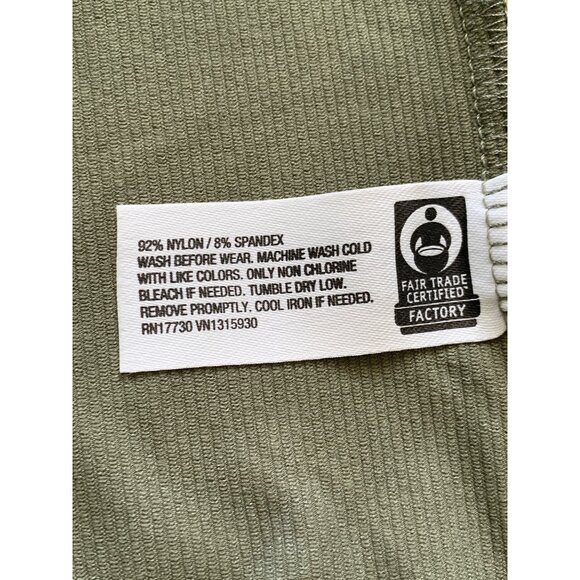 92% NYLON / 8% SPANDEX
WASH BEFORE WEAR. MACHINE WASH COLD
WITH LIKE COLORS. ONLY NON CHLORINE
BLEACH IF NEEDED. TUMBLE DRY LOW.
REMOVE PROMPTLY. COOL IRON IF NEEDED.
RN17730 VN1315930
FAIR TRADE
CERTIFIED™
FACTORY